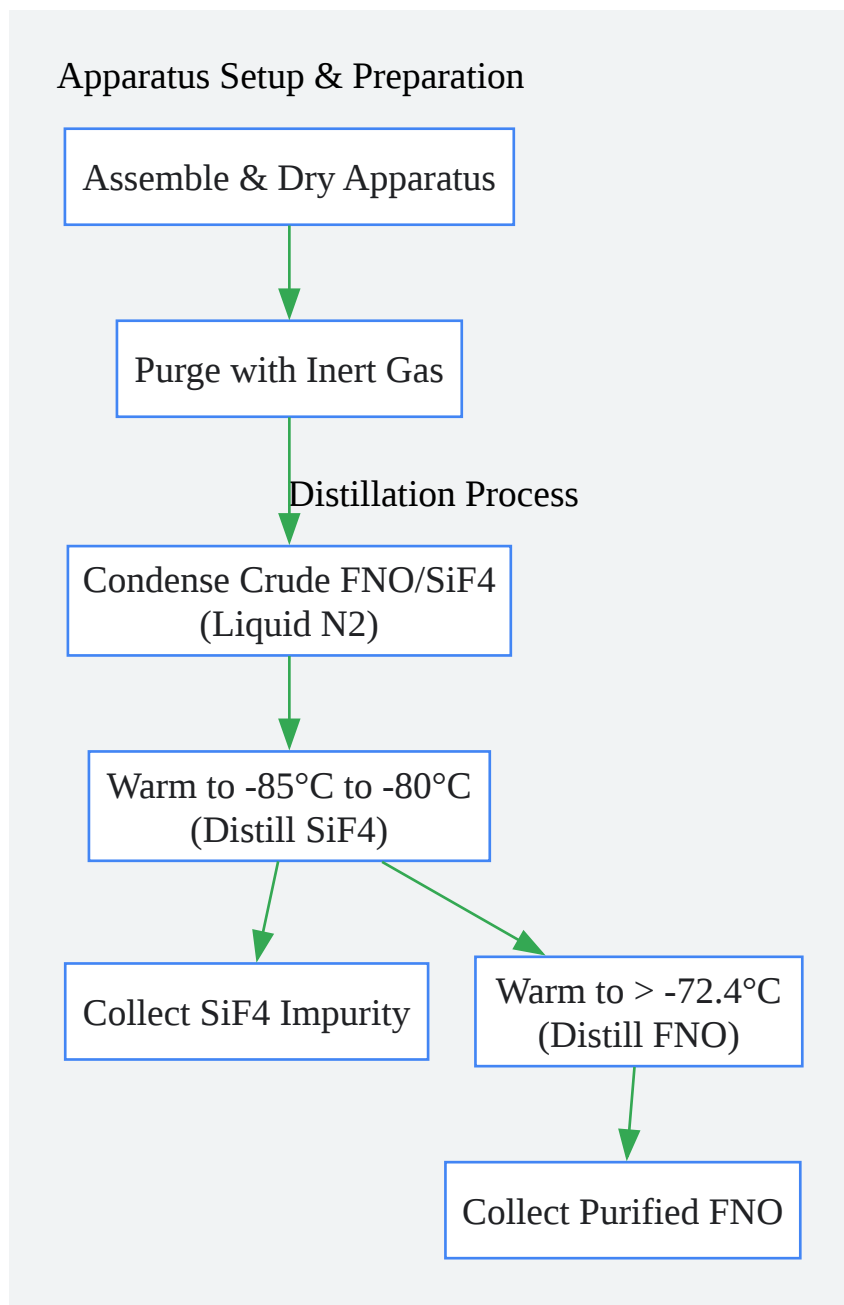 Apparatus Setup & Preparation
Assemble & Dry Apparatus
Purge with Inert Gas
Distillation Process
Condense Crude FNO/SiF4
(Liquid N2)
Warm to -85°C to -80°C
(Distill SiF4)
Collect SiF4 Impurity
Warm to > -72.4°C
(Distill FNO)
Collect Purified FNO